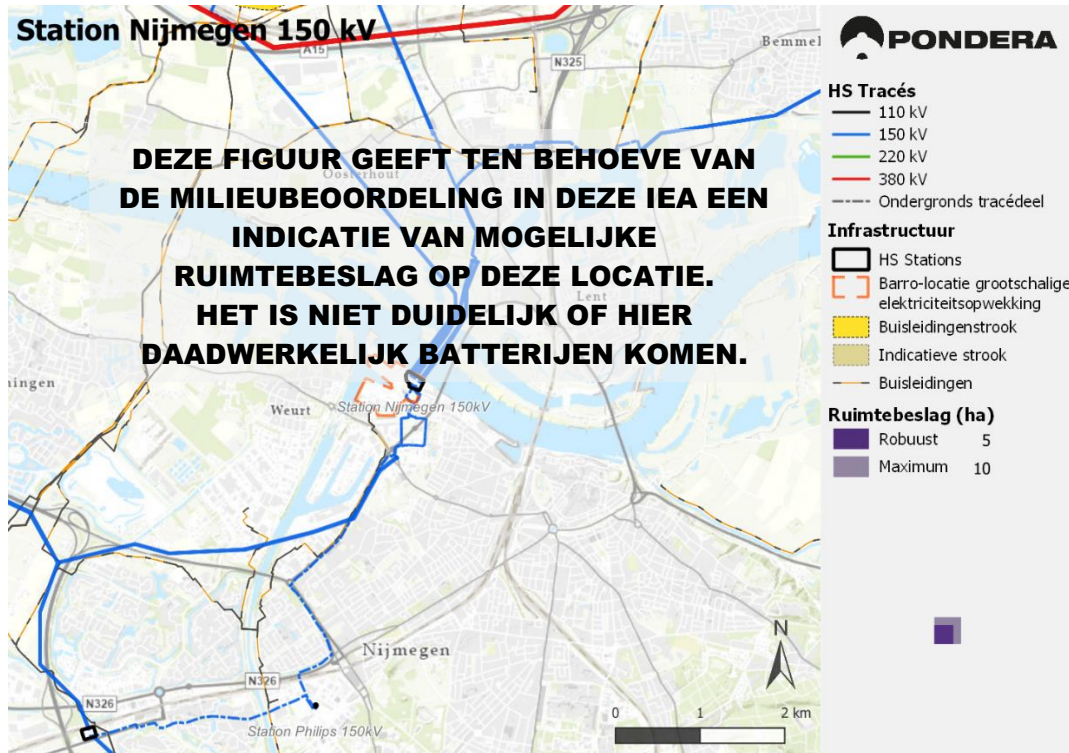 Station Nijmegen 150 kV
A15
N325
Bemmel
Oosterhout
DEZE FIGUUR GEEFT TEN BEHOEVE VAN
DE MILIEUBEOORDELING IN DEZE IEA EEN
INDICATIE VAN MOGELIJKE
RUIMTEBESLAG OP DEZE LOCATIE.
HET IS NIET DUIDELIJK OF HIER
DAADWERKELIJK BATTERIJEN KOMEN.
Lent
ningen
Weurt
Station Nijmegen 150kV
Nijmegen
N326
N326
Station Philips 150kV
N
0 1 2 km
PONDERA
HS Tracés
110 kV
150 kV
220 kV
380 kV
Ondergronds tracédeel
Infrastructuur
HS Stations
Barro-locatie grootschalige
elektriciteitsopwekking
Buisleidingenstrook
Indicatieve strook
Buisleidingen
Ruimtebeslag (ha)
Robuust 5
Maximum 10